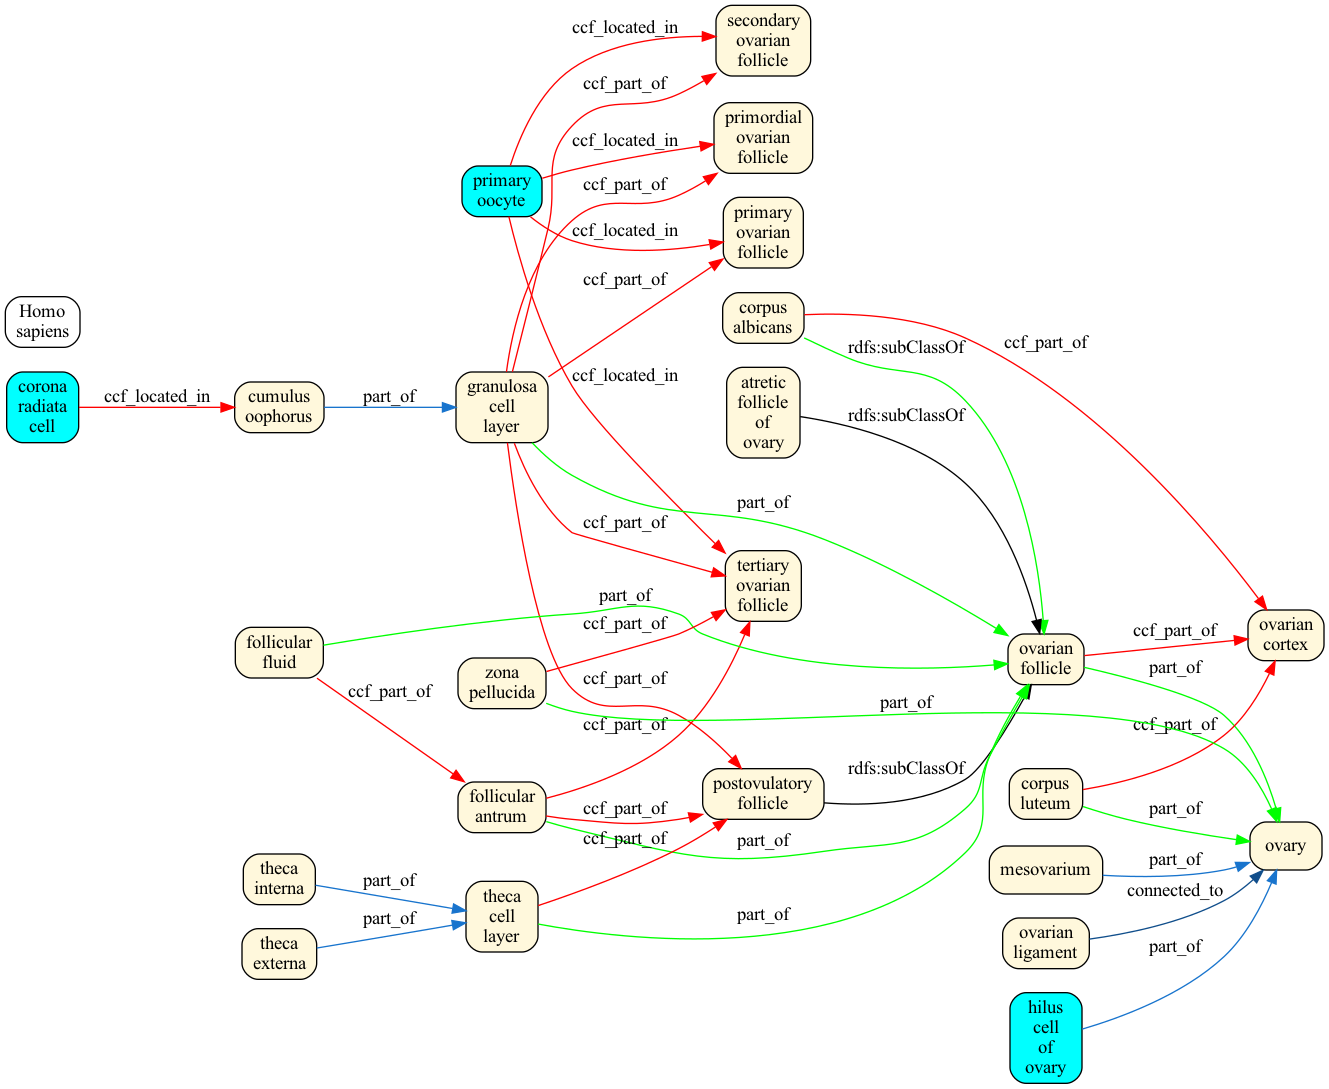 secondary
ovarian
follicle
ccf_located_in
ccf_part_of
primordial
ovarian
follicle
ccf_located_in
primary
oocyte
ccf_part_of
primary
ovarian
follicle
ccf_located_in
ccf_part_of
Homo
sapiens
corpus
albicans
ccf_part_of
rdfs:subClassOf
corona
radiata
cell
ccf_located_in
cumulus
oophorus
part_of
granulosa
cell
layer
ccf_located_in
atretic
follicle
of
ovary
rdfs:subClassOf
part_of
ccf_part_of
tertiary
ovarian
follicle
part_of
ccf_part_of
follicular
fluid
ccf_part_of
zona
pellucida
ccf_part_of
ccf_part_of
part_of
ovarian
follicle
ccf_part_of
part_of
ovarian
cortex
ccf_part_of
follicular
antrum
ccf_part_of
ccf_part_of
part_of
postovulatory
follicle
rdfs:subClassOf
corpus
luteum
part_of
ovary
theca
interna
part_of
theca
externa
part_of
theca
cell
layer
part_of
mesovarium
part_of
connected_to
ovarian
ligament
part_of
hilus
cell
of
ovary